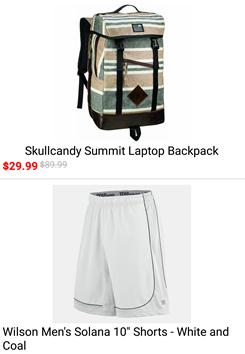 Skullcandy Summit Laptop Backpack
$29.99 $89.99
Wilson Men's Solana 10" Shorts - White and
Coal